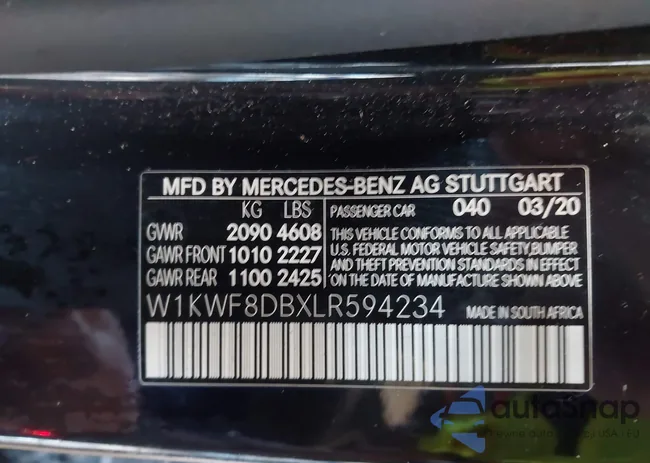 MFD BY MERCEDES-BENZ AG STUTTGART
KG LBS
GVWR 2090 4608
GAWR FRONT 1010 2227
GAWR REAR 1100 2425
PASSENGER CAR 040 03/20
THIS VEHICLE CONFORMS TO ALL APPLICABLE
U.S. FEDERAL MOTOR VEHICLE SAFETY, BUMPER
AND THEFT PREVENTION STANDARDS IN EFFECT
ON THE DATE OF MANUFACTURE SHOWN ABOVE
W1KWF8DBXLR594234 MADE IN SOUTH AFRICA
autoSnap